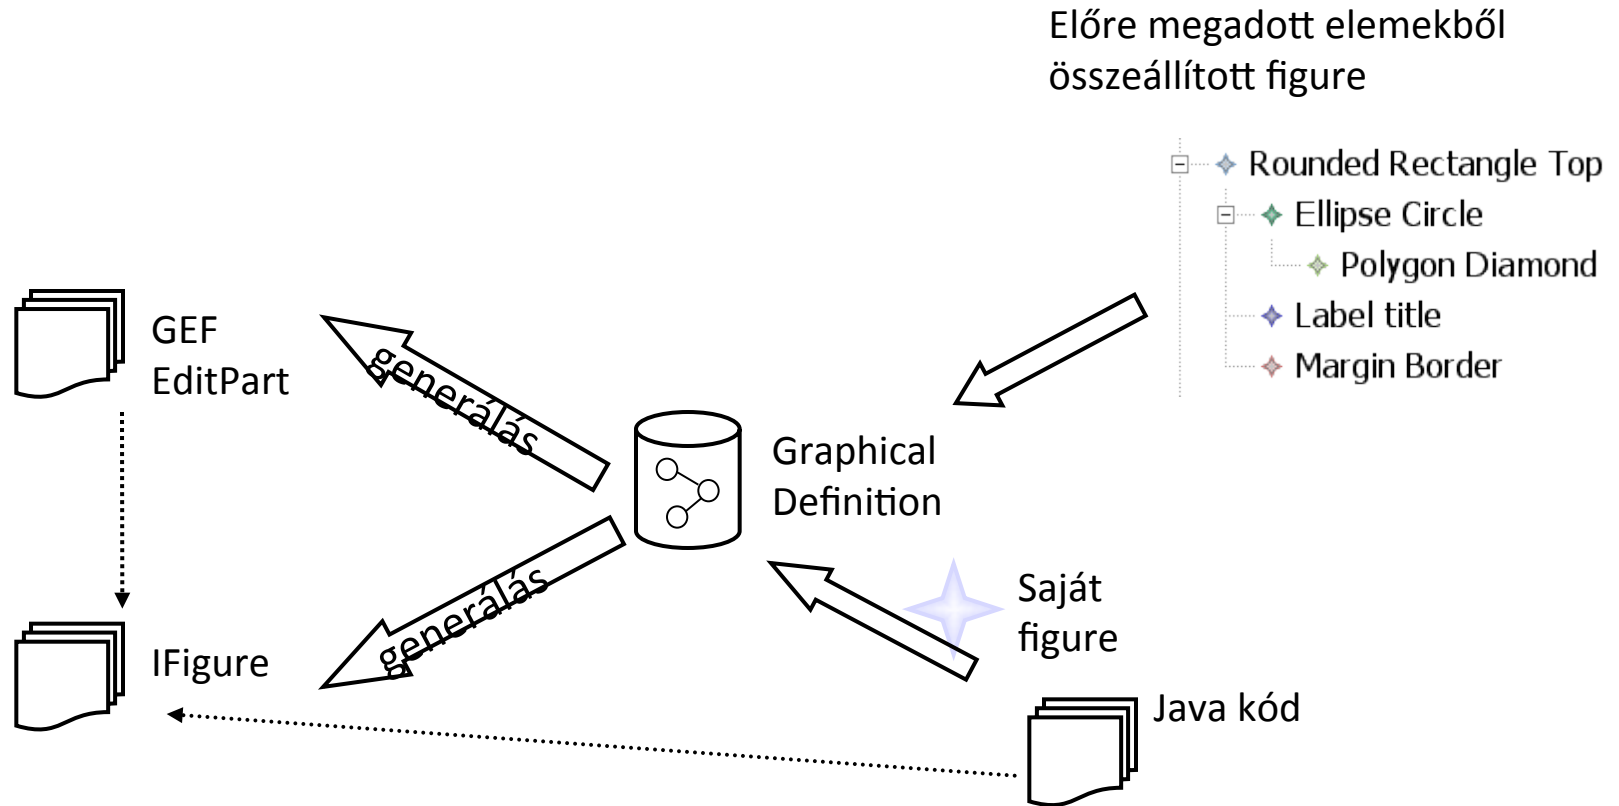 Előre megadott elemekből
összeállított figure
Rounded Rectangle Top
Ellipse Circle
Polygon Diamond
Label title
Margin Border
GEF
EditPart
generálás
Graphical
Definition
generálás
Saját
figure
IFigure
Java kód